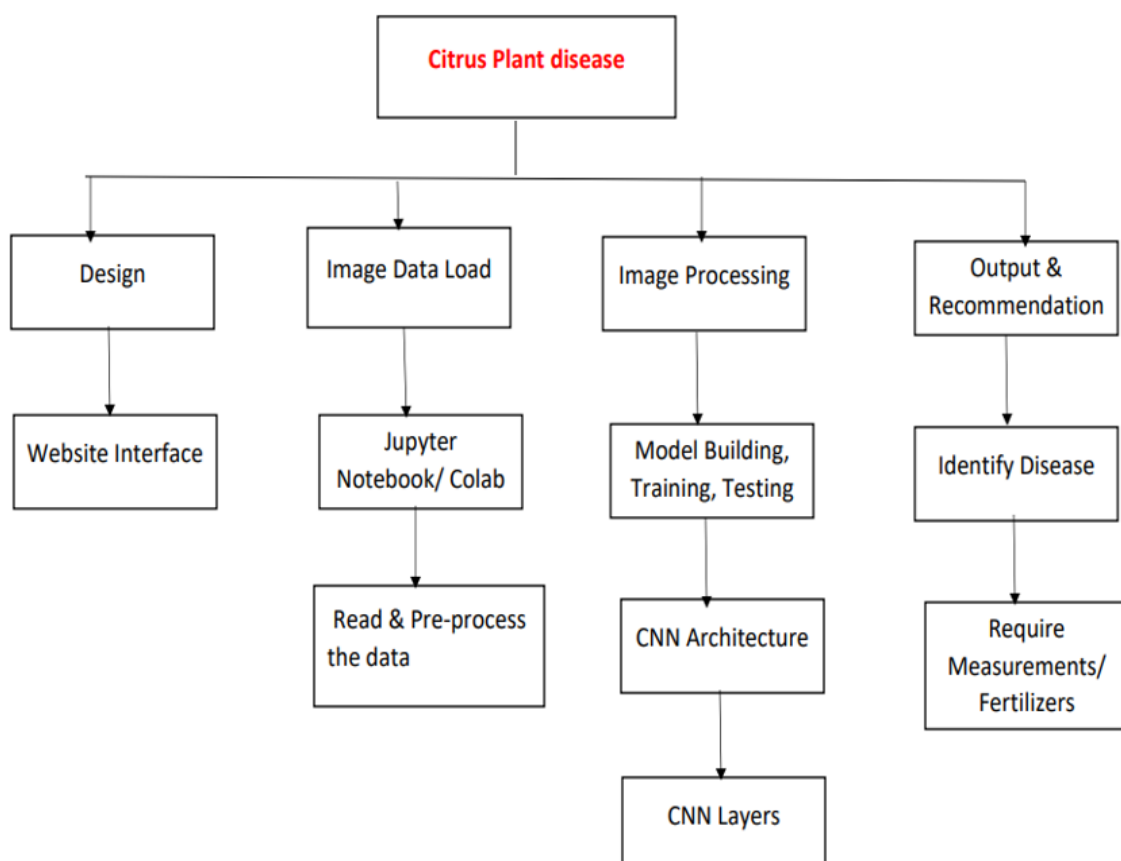 Citrus Plant disease
Design
Image Data Load
Image Processing
Output &
Recommendation
Website Interface
Jupyter
Notebook/ Colab
Model Building,
Training, Testing
Identify Disease
Read & Pre-process
the data
CNN Architecture
Require
Measurements/
Fertilizers
CNN Layers